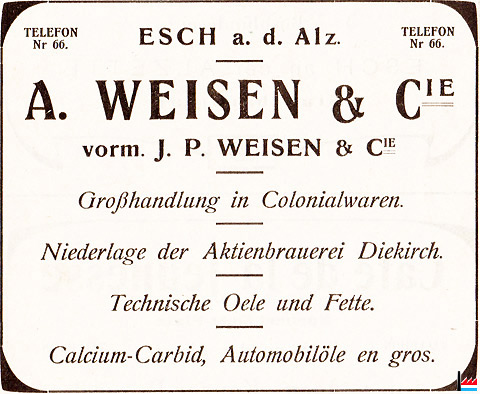 TELEFON
Nr 66.
ESCH a. d. Alz.
TELEFON
Nr 66.
A. WEISEN & CIE
vorm. J. P. WEISEN & CIE
Großhandlung in Colonialwaren.
Niederlage der Aktienbrauerei Diekirch.
Technische Oele und Fette.
Calcium-Carbid, Automobilöle en gros.